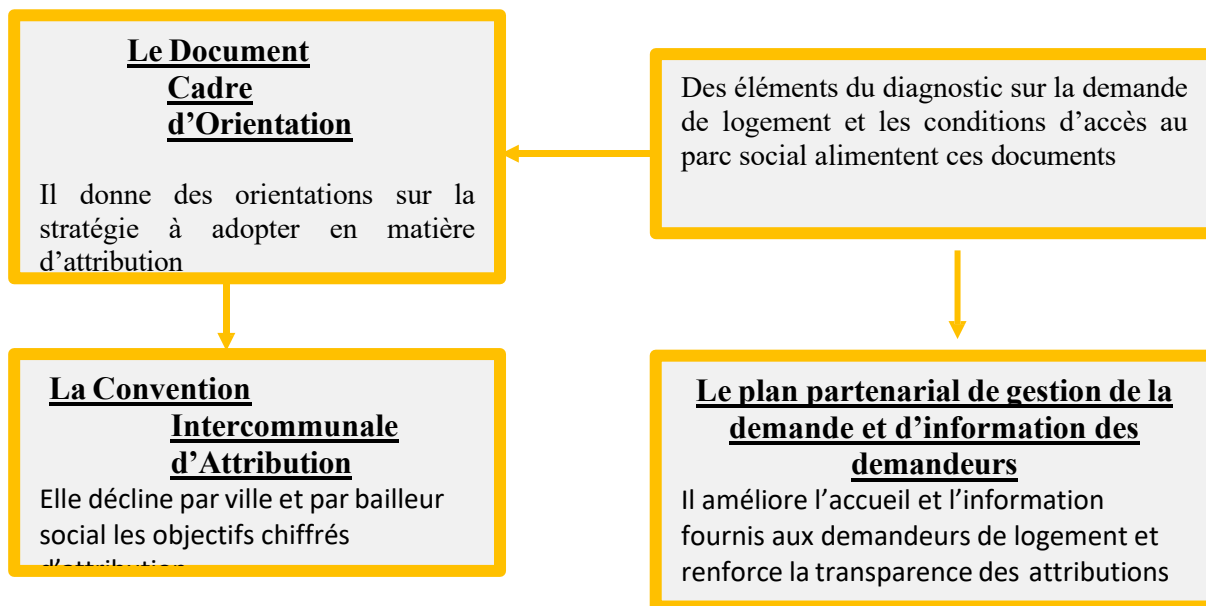 Le Document
Cadre
d’Orientation
Il donne des orientations sur la
stratégie à adopter en matière
d’attribution
Des éléments du diagnostic sur la demande
de logement et les conditions d’accès au
parc social alimentent ces documents
La Convention
Intercommunale
d’Attribution
Elle décline par ville et par bailleur
social les objectifs chiffrés
d’attribution
Le plan partenarial de gestion de la
demande et d’information des
demandeurs
Il améliore l’accueil et l’information
fournis aux demandeurs de logement et
renforce la transparence des attributions